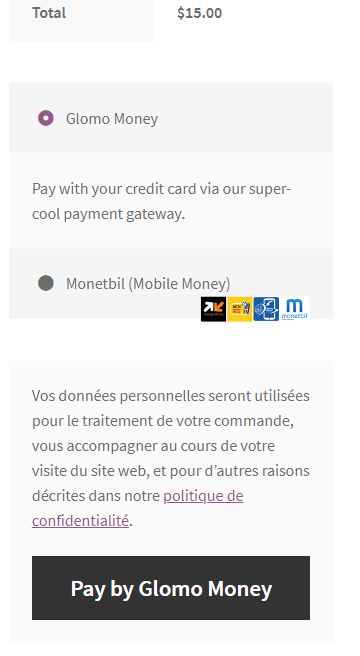 Total $15.00
Glomo Money
Pay with your credit card via our super-
cool payment gateway.
Monetbil (Mobile Money)
monetbil
Vos données personnelles seront utilisées
pour le traitement de votre commande,
vous accompagner au cours de votre
visite du site web, et pour d’autres raisons
décrites dans notre politique de
confidentialité.
Pay by Glomo Money